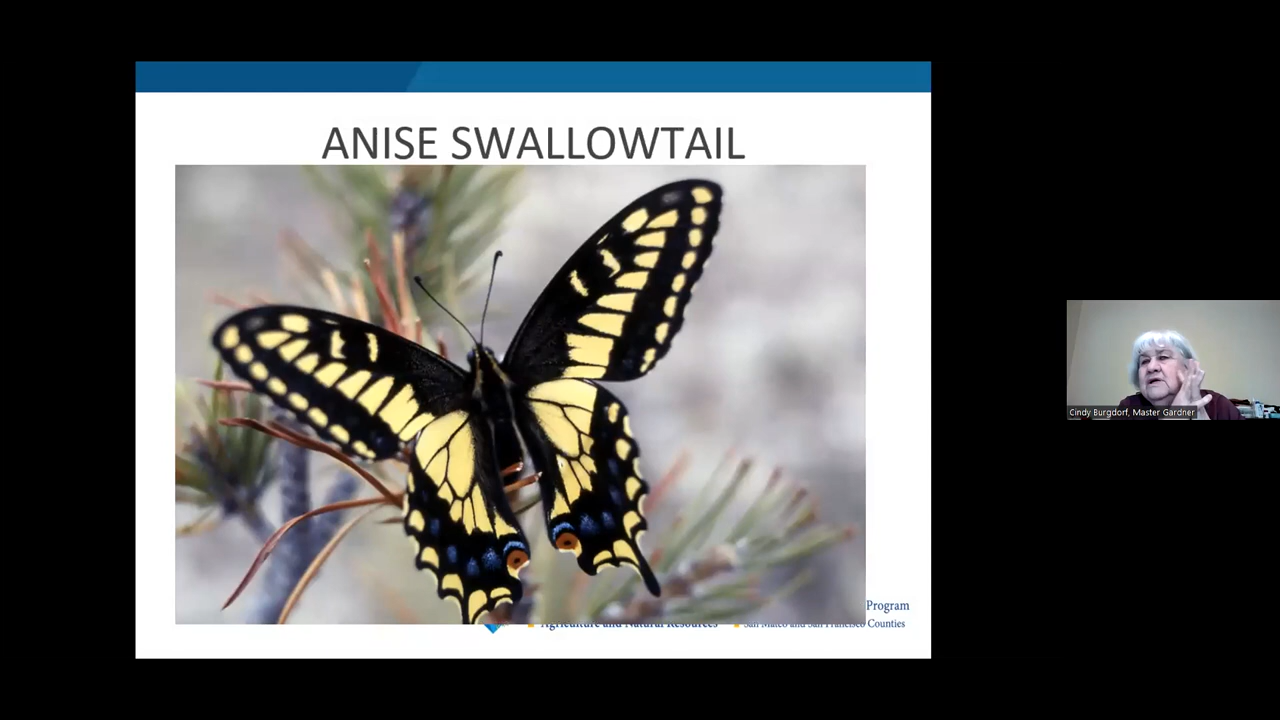 ANISE SWALLOWTAIL
Program
Agriculture and Natural Resources
San Mateo and San Francisco Counties
Cindy Burgdorf, Master Gardner